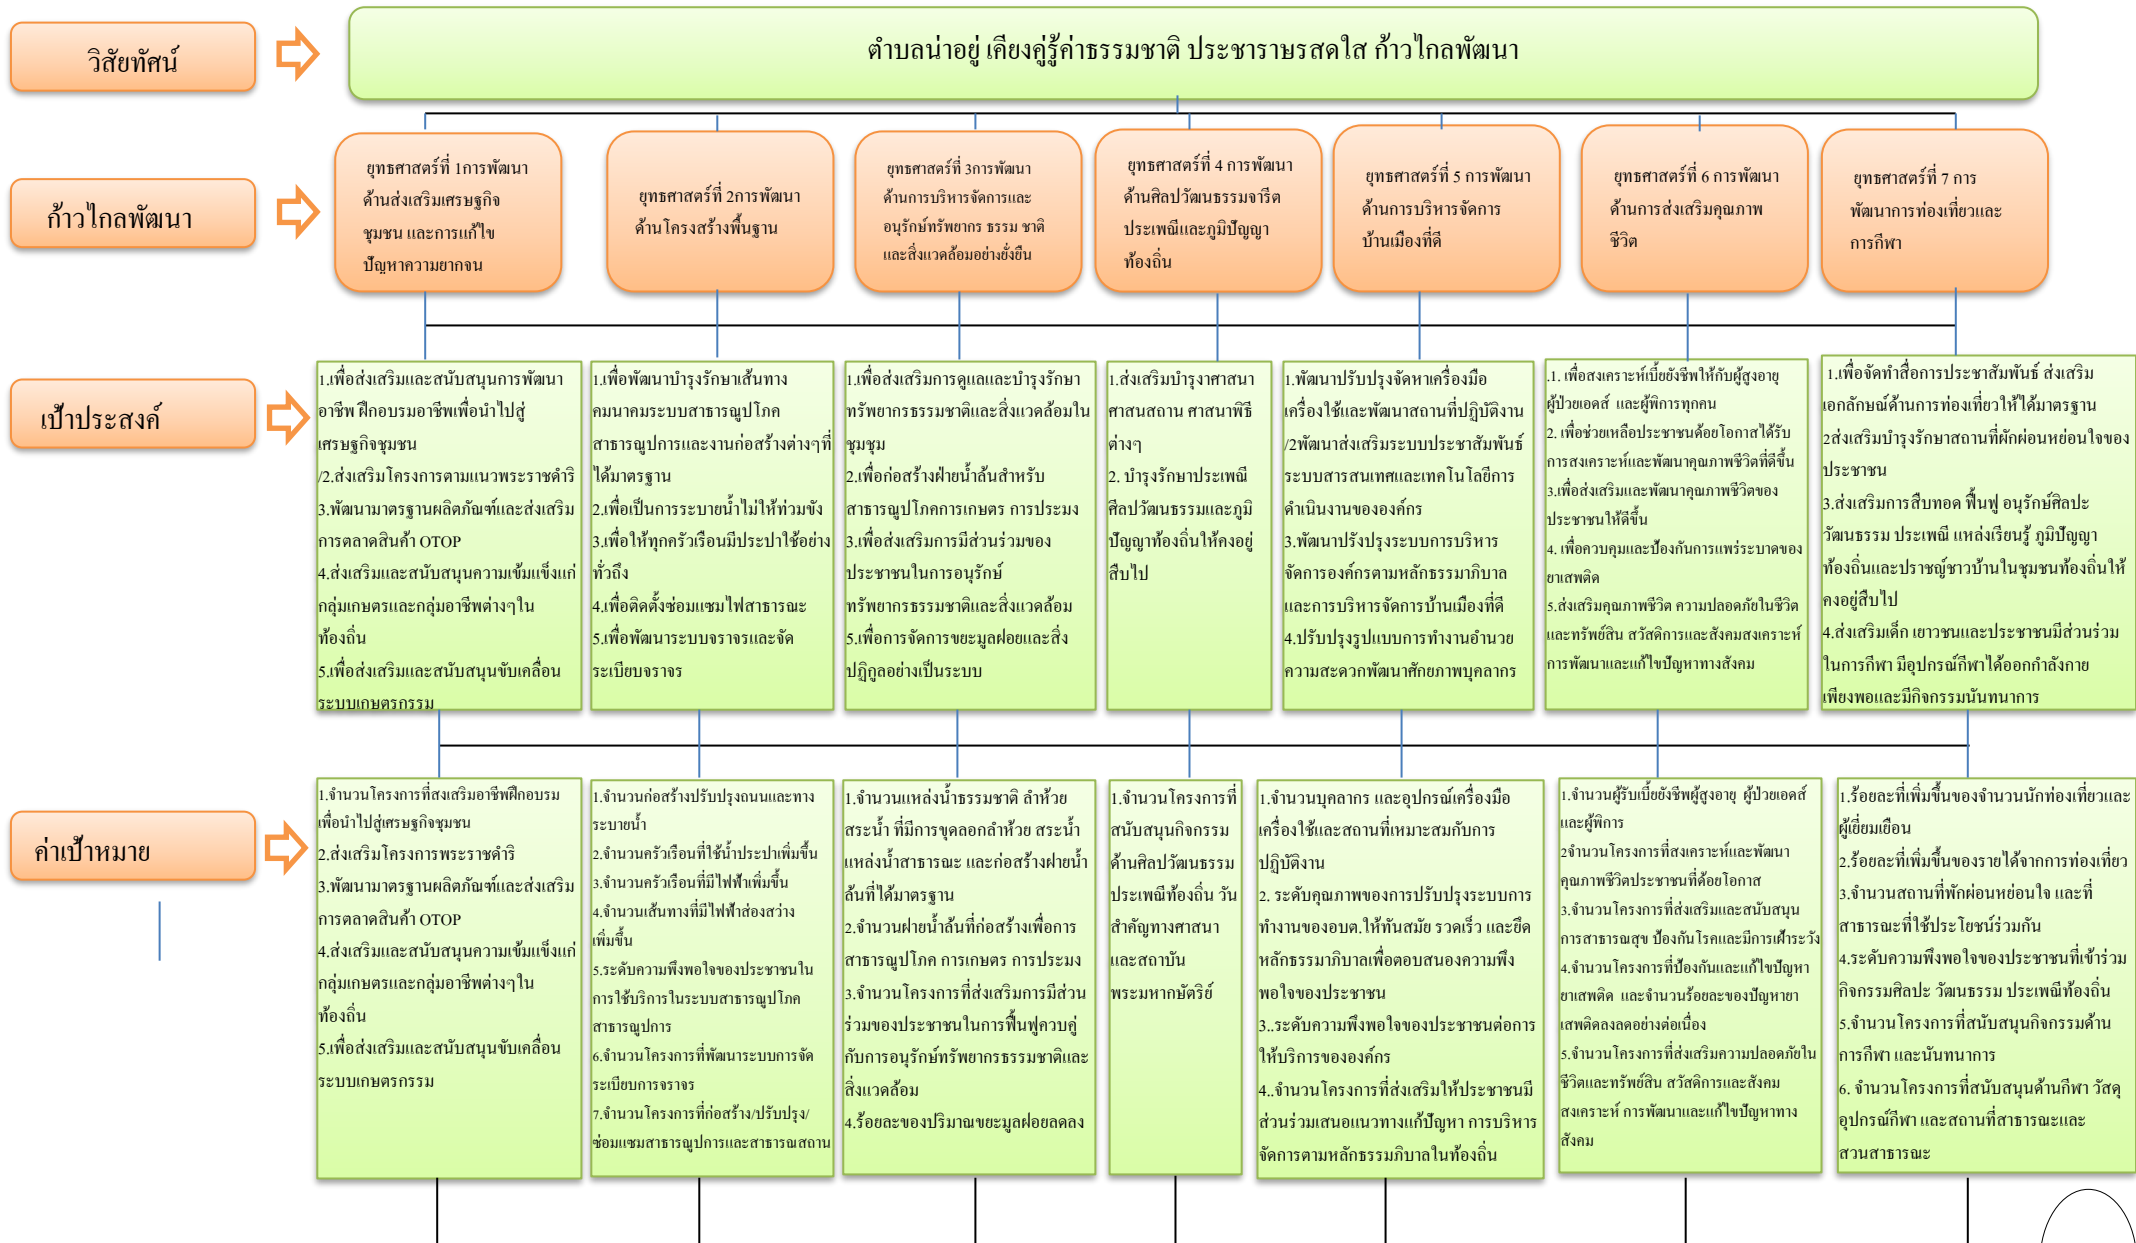 วิสัยทัศน์
ตำบลน่าอยู่ เคียงคู่รู้ค่าธรรมชาติ ประชาราษรสดใส ก้าวไกลพัฒนา
ก้าวไกลพัฒนา
ยุทธศาสตร์ที่ 1การพัฒนา
ด้านส่งเสริมเศรษฐกิจ
ชุมชน และการแก้ไข
ปัญหาความยากจน
ยุทธศาสตร์ที่ 2การพัฒนา
ด้านโครงสร้างพื้นฐาน
ยุทธศาสตร์ที่ 3การพัฒนา
ด้านการบริหารจัดการและ
อนุรักษ์ทรัพยากร ธรรม ชาติ
และสิ่งแวดล้อมอย่างยั่งยืน
ยุทธศาสตร์ที่ 4 การพัฒนา
ด้านศิลปวัฒนธรรมจารีต
ประเพณีและภูมิปัญญา
ท้องถิ่น
ยุทธศาสตร์ที่ 5 การพัฒนา
ด้านการบริหารจัดการ
บ้านเมืองที่ดี
ยุทธศาสตร์ที่ 6 การพัฒนา
ด้านการส่งเสริมคุณภาพ
ชีวิต
ยุทธศาสตร์ที่ 7 การ
พัฒนาการท่องเที่ยวและ
การกีฬา
เป้าประสงค์
1.เพื่อส่งเสริมและสนับสนุนการพัฒนา
อาชีพ ฝึกอบรมอาชีพเพื่อนำไปสู่
เศรษฐกิจชุมชน
/2.ส่งเสริมโครงการตามแนวพระราชดำริ
3.พัฒนามาตรฐานผลิตภัณฑ์และส่งเสริม
การตลาดสินค้า OTOP
4.ส่งเสริมและสนับสนุนความเข้มแข็งแก่
กลุ่มเกษตรและกลุ่มอาชีพต่างๆใน
ท้องถิ่น
5.เพื่อส่งเสริมและสนับสนุนขับเคลื่อน
ระบบเกษตรกรรม
1.เพื่อพัฒนาบำรุงรักษาเส้นทาง
คมนาคมระบบสาธารณูปโภค
สาธารณูปการและงานก่อสร้างต่างๆที่
ได้มาตรฐาน
2.เพื่อเป็นการระบายน้ำไม่ให้ท่วมขัง
3.เพื่อให้ทุกครัวเรือนมีประปาใช้อย่าง
ทั่วถึง
4.เพื่อติดตั้งซ่อมแซมไฟสาธารณะ
5.เพื่อพัฒนาระบบจราจรและจัด
ระเบียบจราจร
1.เพื่อส่งเสริมการดูแลและบำรุงรักษา
ทรัพยากรธรรมชาติและสิ่งแวดล้อมใน
ชุมชุม
2.เพื่อก่อสร้างฝ่ายน้ำล้นสำหรับ
สาธารณูปโภคการเกษตร การประมง
3.เพื่อส่งเสริมการมีส่วนร่วมของ
ประชาชนในการอนุรักษ์
ทรัพยากรธรรมชาติและสิ่งแวดล้อม
5.เพื่อการจัดการขยะมูลฝอยและสิ่ง
ปฏิกูลอย่างเป็นระบบ
1.ส่งเสริมบำรุงาศาสนา
ศาสนสถาน ศาสนาพิธี
ต่างๆ
2. บำรุงรักษาประเพณี
ศีลปวัฒนธรรมและภูมิ
ปัญญาท้องถิ่นให้คงอยู่
สืบไป
1.พัฒนาปรับปรุงจัดหาเครื่องมือ
เครื่องใช้และพัฒนาสถานที่ปฏิบัติงาน
/2พัฒนาส่งเสริมระบบประชาสัมพันธ์
ระบบสารสนเทศและเทคโนโลยีการ
ดำเนินงานขององค์กร
3.พัฒนาปรังปรุงระบบการบริหาร
จัดการองค์กรตามหลักธรรมาภิบาล
และการบริหารจัดการบ้านเมืองที่ดี
4.ปรับปรุงรูปแบบการทำงานอำนวย
ความสะดวกพัฒนาศักยภาพบุคลากร
.1. เพื่อสงเคราะห์เบี้ยยังชีพให้กับผู้สูงอายุ
ผู้ป่วยเอดส์ และผู้พิการทุกคน
2. เพื่อช่วยเหลือประชาชนด้อยโอกาสได้รับ
การสงเคราะห์และพัฒนาคุณภาพชีวิตที่ดีขึ้น
3.เพื่อส่งเสริมและพัฒนาคุณภาพชีวิตของ
ประชาชนให้ดีขึ้น
4. เพื่อควบคุมและป้องกันการแพร่ระบาดของ
ยาเสพติด
5.ส่งเสริมคุณภาพชีวิต ความปลอดภัยในชีวิต
และทรัพย์สิน สวัสดิการและสังคมสงเคราะห์
การพัฒนาและแก้ไขปัญหาทางสังคม
1.เพื่อจัดทำสื่อการประชาสัมพันธ์ ส่งเสริม
เอกลักษณ์ด้านการท่องเที่ยวให้ได้มาตรฐาน
2ส่งเสริมบำรุงรักษาสถานที่ผักผ่อนหย่อนใจของ
ประชาชน
3.ส่งเสริมการสืบทอด ฟื้นฟู อนุรักษ์ศิลปะ
วัฒนธรรม ประเพณี แหล่งเรียนรู้ ภูมิปัญญา
ท้องถิ่นและปราชญ์ชาวบ้านในชุมชนท้องถิ่นให้
คงอยู่สืบไป
4.ส่งเสริมเด็ก เยาวชนและประชาชนมีส่วนร่วม
ในการกีฬา มีอุปกรณ์กีฬาได้ออกกำลังกาย
เพียงพอและมีกิจกรรมนันทนาการ
ค่าเป้าหมาย
1.จำนวนโครงการที่สงเสริมอาชีพฝึกอบรม
เพื่อนำไปสู่เศรษฐกิจชุมชน
2.ส่งเสริมโครงการพระราชดำริ
3.พัฒนามาตรฐานผลิตภัณฑ์และส่งเสริม
การตลาดสินค้า OTOP
4.ส่งเสริมและสนับสนุนความเข้มแข็งแก่
กลุ่มเกษตรและกลุ่มอาชีพต่างๆใน
ท้องถิ่น
5.เพื่อส่งเสริมและสนับสนุนขับเคลื่อน
ระบบเกษตรกรรม
1.จำนวนก่อสร้างปรับปรุงถนนและทาง
ระบายน้ำ
2.จำนวนครัวเรือนที่ใช้น้ำประปาเพิ่มขึ้น
3.จำนวนครัวเรือนที่มีไฟฟ้าเพิ่มขึ้น
4.จำนวนเส้นทางที่มีไฟฟ้าส่องสว่าง
เพิ่มขึ้น
5.ระดับความพึงพอใจของประชาชนใน
การใช้บริการในระบบสาธารณูปโภค
สาธารณูปการ
6.จำนวนโครงการที่พัฒนาระบบการจัด
ระเบียบการจราจร
7.จำนวนโครงการที่ก่อสร้าง/ปรับปรุง/
ซ่อมแซมสาธารณูปการและสาธารณสถาน
1.จำนวนแหล่งน้ำธรรมชาติ ลำห้วย
สระน้ำ ที่มีการขุดลอกลำห้วย สระน้ำ
แหล่งน้ำสาธารณะ และก่อสร้างฝายน้ำ
ล้นที่ได้มาตรฐาน
2.จำนวนฝายน้ำล้นที่ก่อสร้างเพื่อการ
สาธารณูปโภค การเกษตร การประมง
3.จำนวนโครงการที่ส่งเสริมการมีส่วน
ร่วมของประชาชนในการฟื้นฟูควบคู่
กับการอนุรักษ์ทรัพยากรธรรมชาติและ
สิ่งแวดล้อม
4.ร้อยละของปริมาณขยะมูลฝอยลดลง
1.จำนวนโครงการที่
สนับสนุนกิจกรรม
ด้านศิลปวัฒนธรรม
ประเพณีท้องถิ่น วัน
สำคัญทางศาสนา
และสถาบัน
พระมหากษัตริย์
1.จำนวนบุคลากร และอุปกรณ์เครื่องมือ
เครื่องใช้และสถานที่เหมาะสมกับการ
ปฏิบัติงาน
2. ระดับคุณภาพของการปรับปรุงระบบการ
ทำงานของอบต.ให้ทันสมัย รวดเร็ว และยึด
หลักธรรมาภิบาลเพื่อตอบสนองความพึง
พอใจของประชาชน
3..ระดับความพึงพอใจของประชาชนต่อการ
ให้บริการขององค์กร
4..จำนวนโครงการที่ส่งเสริมให้ประชาชนมี
ส่วนร่วมเสนอแนวทางแก้ปัญหา การบริหาร
จัดการตามหลักธรรมภิบาลในท้องถิ่น
1.จำนวนผู้รับเบี้ยยังชีพผู้สูงอายุ ผู้ป่วยเอดส์
และผู้พิการ
2จำนวนโครงการที่สงเคราะห์และพัฒนา
คุณภาพชีวิตประชาชนที่ด้อยโอกาส
3.จำนวนโครงการที่ส่งเสริมและสนับสนุน
การสาธารณสุข ป้องกันโรคและมีการเฝ้าระวัง
4.จำนวนโครงการที่ป้องกันและแก้ไขปัญหา
ยาเสพติด และจำนวนร้อยละของปัญหายา
เสพติดลงลดอย่างต่อเนื่อง
5.จำนวนโครงการที่ส่งเสริมความปลอดภัยใน
ชีวิตและทรัพย์สิน สวัสดิการและสังคม
สงเคราะห์ การพัฒนาและแก้ไขปัญหาทาง
สังคม
1.ร้อยละที่เพิ่มขึ้นของจำนวนนักท่องเที่ยวและ
ผู้เยี่ยมเยือน
2.ร้อยละที่เพิ่มขึ้นของรายได้จากการท่องเที่ยว
3.จำนวนสถานที่พักผ่อนหย่อนใจ และที่
สาธารณะที่ใช้ประโยชน์ร่วมกัน
4.ระดับความพึงพอใจของประชาชนที่เข้าร่วม
กิจกรรมศิลปะ วัฒนธรรม ประเพณีท้องถิ่น
5.จำนวนโครงการที่สนับสนุนกิจกรรมด้าน
การกีฬา และนันทนาการ
6. จำนวนโครงการที่สนับสนุนด้านกีฬา วัสดุ
อุปกรณ์กีฬา และสถานที่สาธารณะและ
สวนสาธารณะ